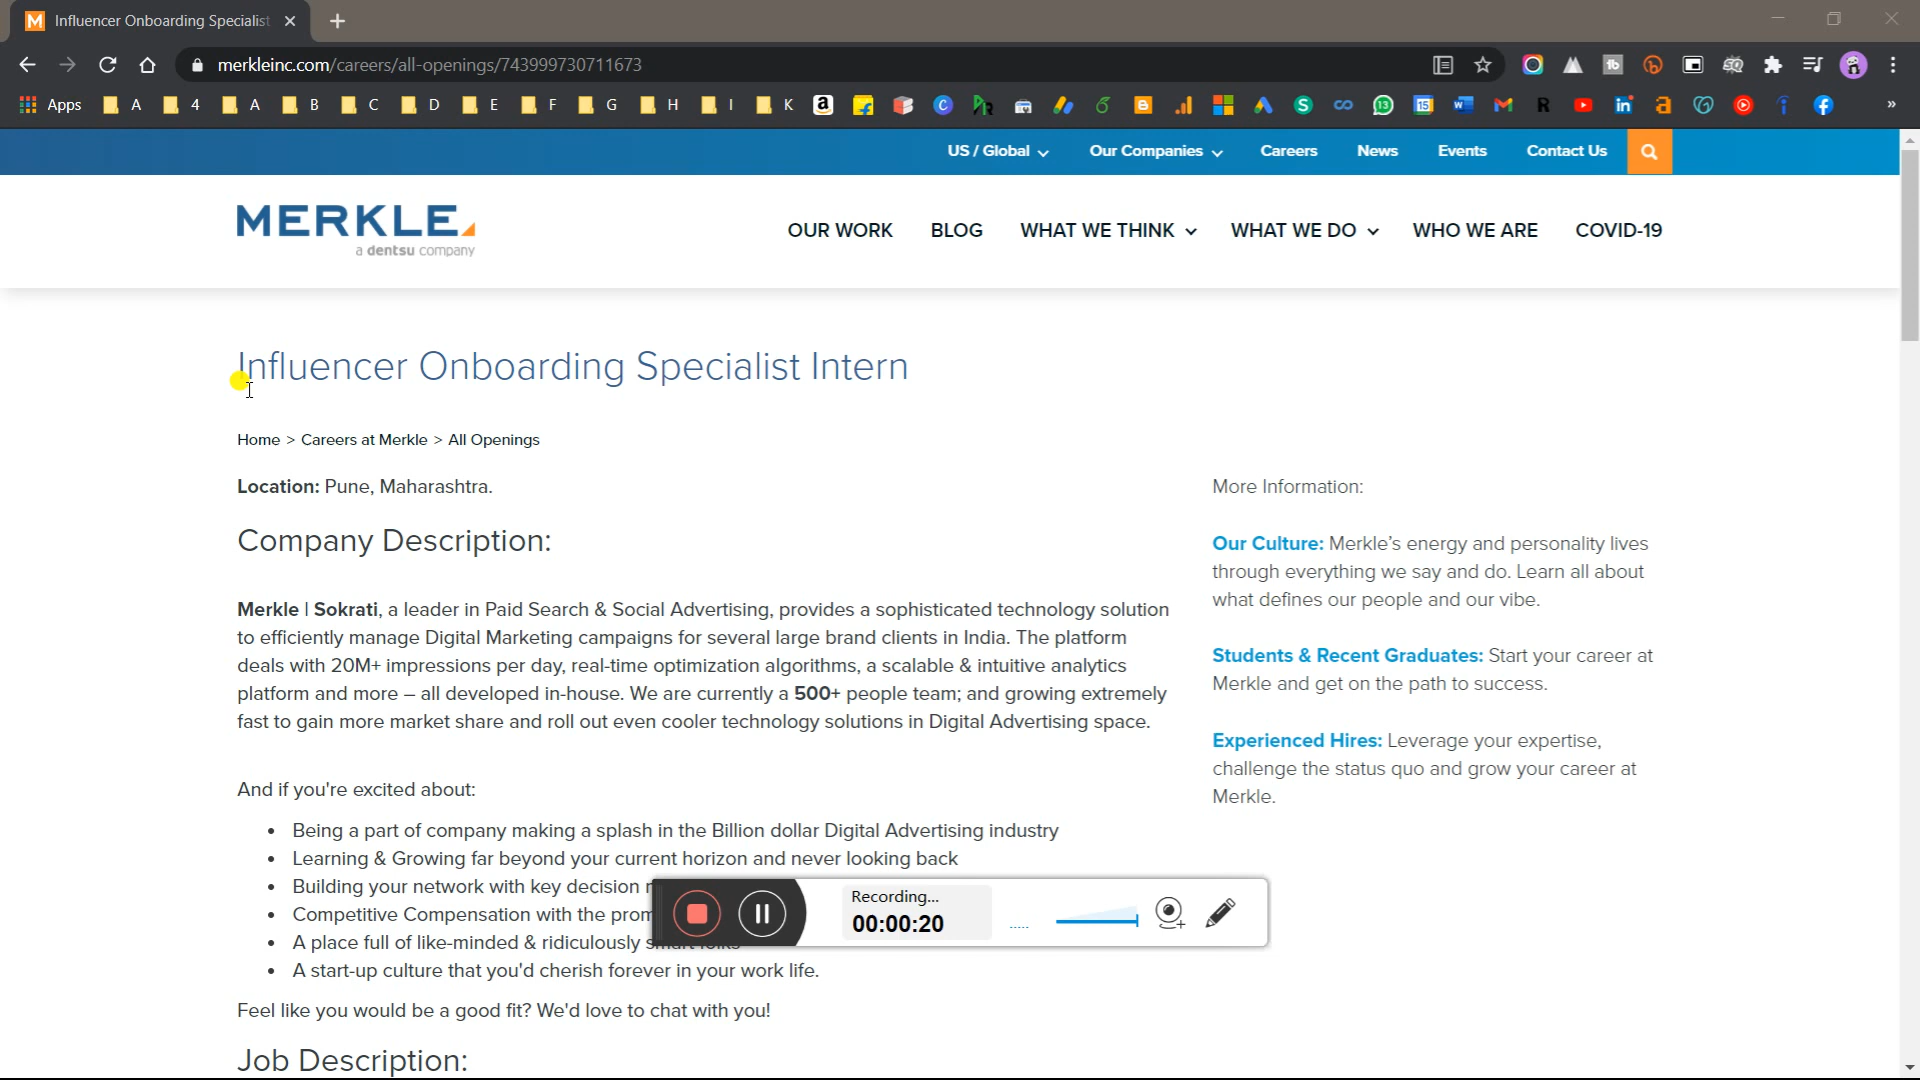 Influencer Onboarding Specialist
merkleinc.com/careers/all-openings/743999730711673
Apps A 4 A B C D E F G H I K
US / Global Our Companies Careers News Events Contact Us
MERKLE
a dentsu company
OUR WORK BLOG WHAT WE THINK WHAT WE DO WHO WE ARE COVID-19
Influencer Onboarding Specialist Intern
Home > Careers at Merkle > All Openings
Location: Pune, Maharashtra.
Company Description:
Merkle | Sokrati, a leader in Paid Search & Social Advertising, provides a sophisticated technology solution
to efficiently manage Digital Marketing campaigns for several large brand clients in India. The platform
deals with 20M+ impressions per day, real-time optimization algorithms, a scalable & intuitive analytics
platform and more – all developed in-house. We are currently a 500+ people team; and growing extremely
fast to gain more market share and roll out even cooler technology solutions in Digital Advertising space.
And if you're excited about:
• Being a part of company making a splash in the Billion dollar Digital Advertising industry
• Learning & Growing far beyond your current horizon and never looking back
• Building your network with key decision
• Competitive Compensation with the
• A place full of like-minded & ridiculously
• A start-up culture that you'd cherish forever in your work life.
Feel like you would be a good fit? We'd love to chat with you!
Job Description:
More Information:
Our Culture: Merkle's energy and personality lives
through everything we say and do. Learn all about
what defines our people and our vibe.
Students & Recent Graduates: Start your career at
Merkle and get on the path to success.
Experienced Hires: Leverage your expertise,
challenge the status quo and grow your career at
Merkle.
Recording...
00:00:20